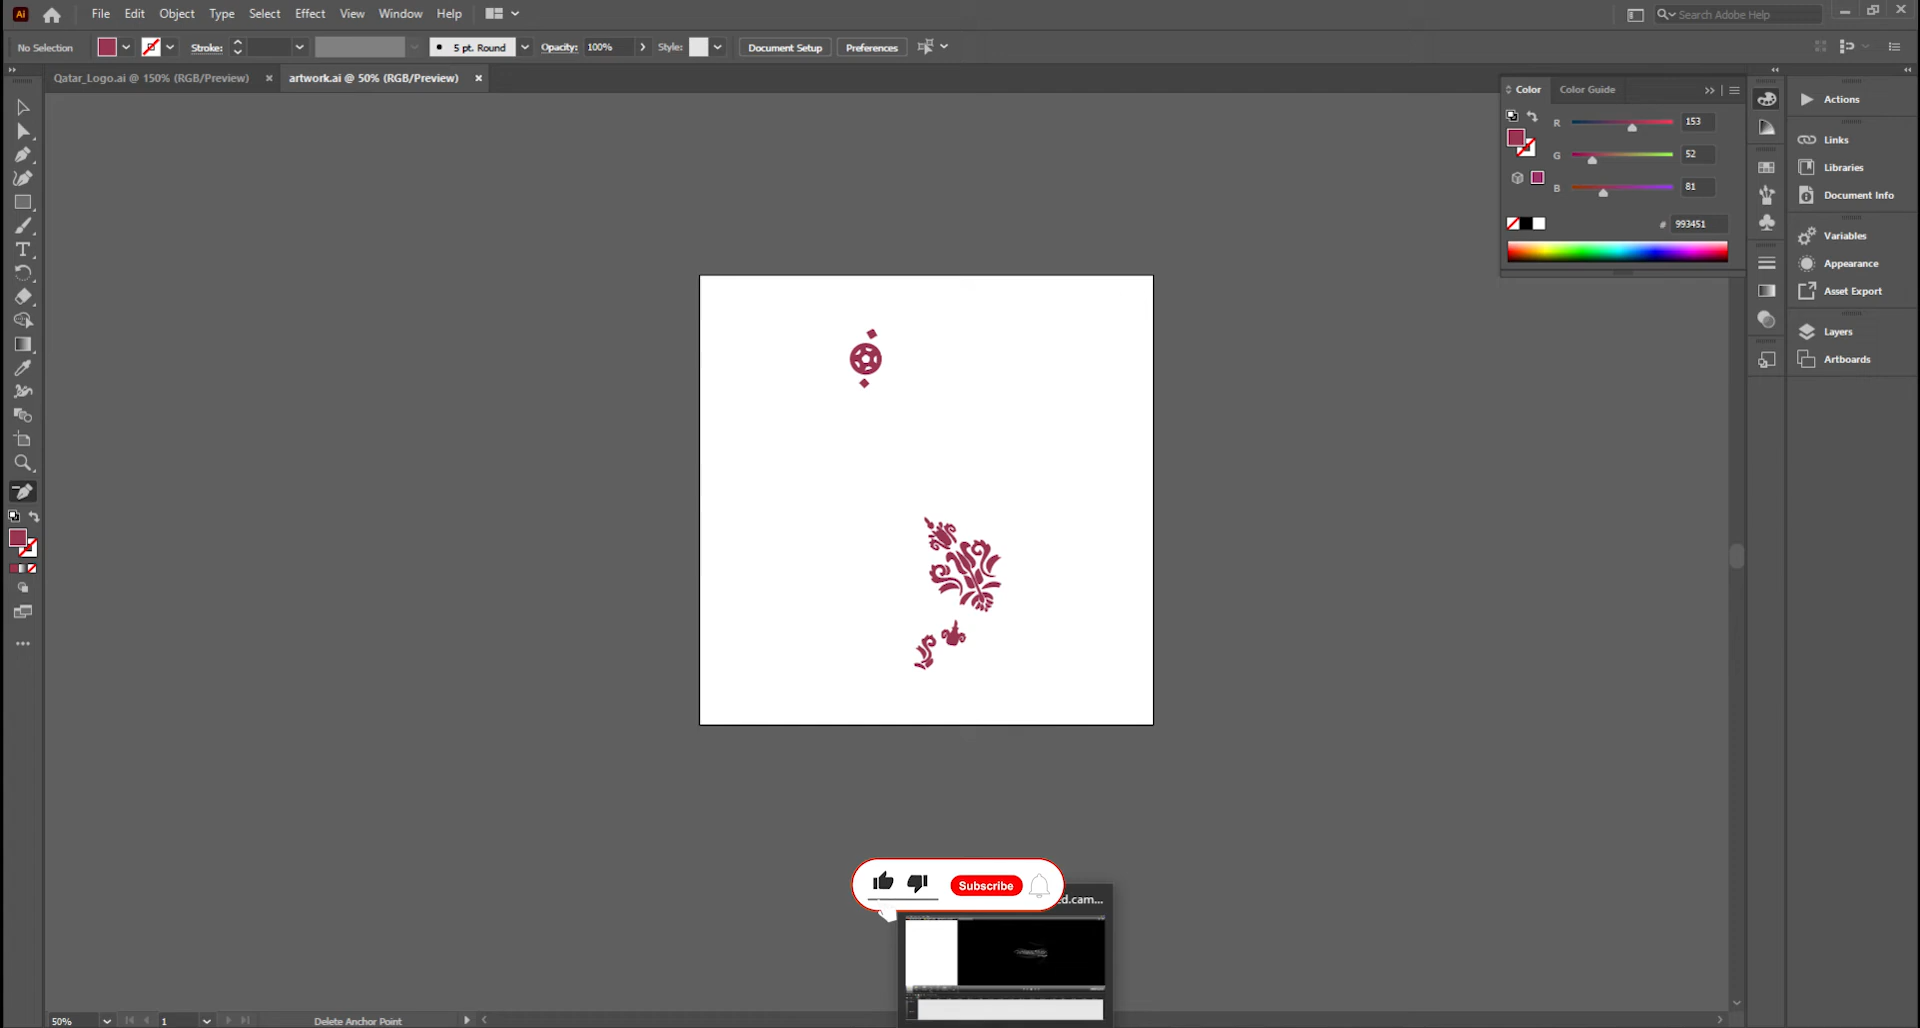 Ai File Edit Object Type Select Effect View Window Help Search Adobe Help
No Selection Stroke: 5 pt. Round Opacity: 100% Style: Document Setup Preferences
Qatar_Logo.ai @ 150% (RGB/Preview) artwork.ai @ 50% (RGB/Preview)
Color Color Guide
R 153
G 52
B 81
# 993451
Actions
Links
Libraries
Document Info
Variables
Appearance
Asset Export
Layers
Artboards
T
Subscribe
ed.cam...
50% 1 Delete Anchor Point